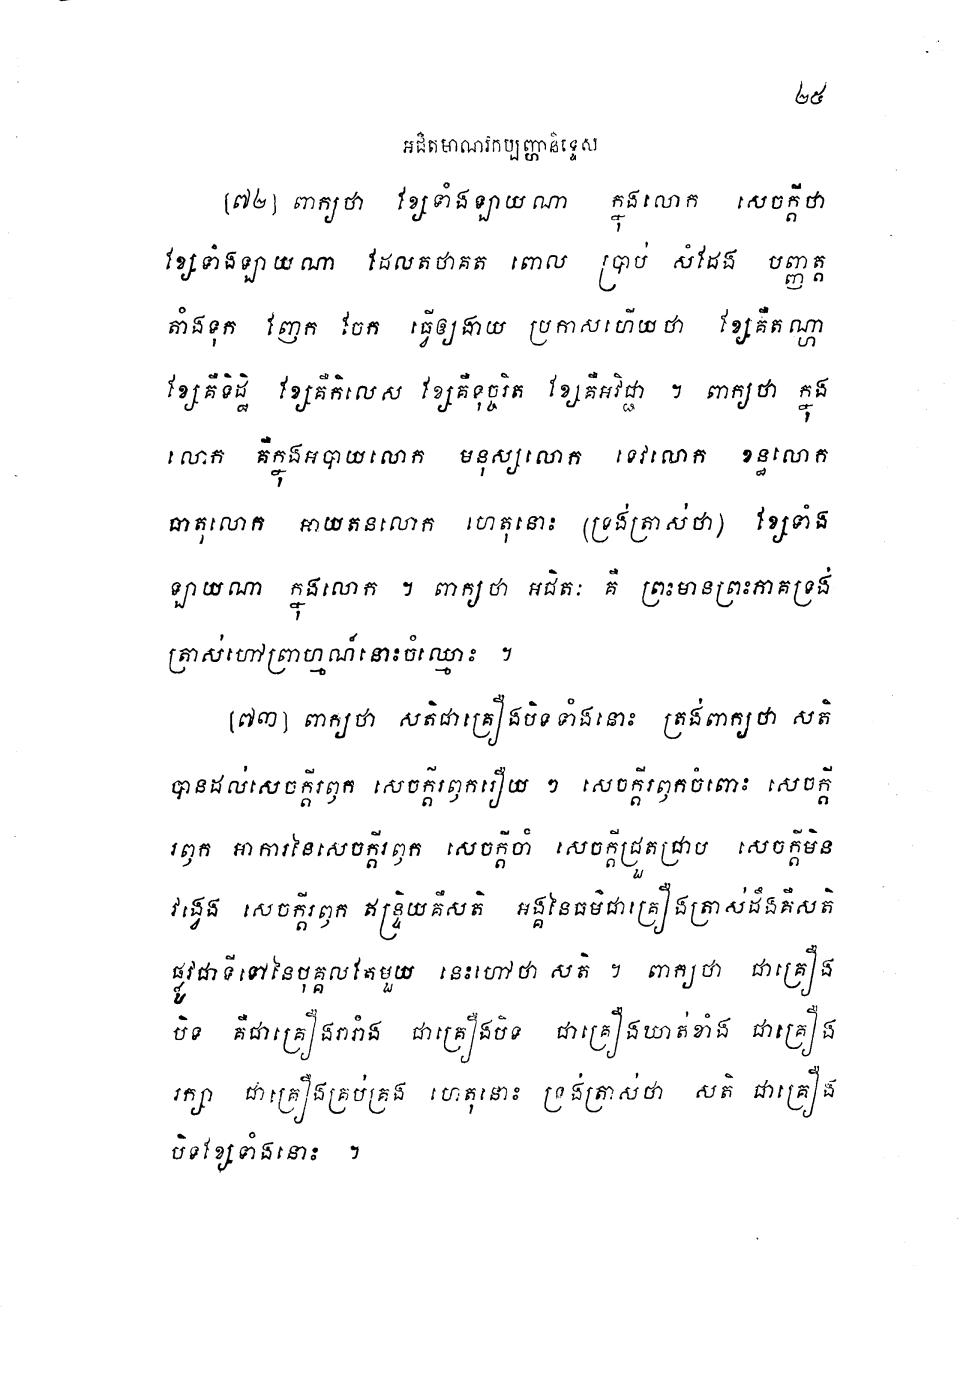 ២៥
អជិតមាណវកប្បញ្ហានិទ្ទេស
(៧២) ពាក្យថា ខ្សែទាំងឡាយណា ក្នុងលោក សេចក្តីថា
ខ្សែទាំងឡាយណា ដែលតថាគត ពោល ប្រាប់ សំដែង បញ្ញត្ត
តាំងទុក ញែក ចែក ធ្វើឲ្យងាយ ប្រកាសហើយថា ខ្សែគឺតណ្ហា
ខ្សែគឺទិដ្ឋិ ខ្សែគឺកិលេស ខ្សែគឺទុច្ចរិត ខ្សែគឺអវិជ្ជា ។ ពាក្យថា ក្នុង
លោក គឺក្នុងអបាយលោក មនុស្សលោក ទេវលោក ខន្ធលោក
ធាតុលោក អាយតនលោក ហេតុនោះ (ទ្រង់ត្រាស់ថា) ខ្សែទាំង
ឡាយណា ក្នុងលោក ។ ពាក្យថា អជិតៈ គឺ ព្រះមានព្រះភាគទ្រង់
ត្រាស់ហៅព្រាហ្មណ៍នោះចំឈ្មោះ ។
(៧៣) ពាក្យថា សតិជាគ្រឿងបិទទាំងនោះ ត្រង់ពាក្យថា សតិ
បានដល់សេចក្តីរឭក សេចក្តីរឭករឿយ ៗ សេចក្តីរឭកចំពោះ សេចក្តី
រឭក អាការនៃសេចក្តីរឭក សេចក្តីចាំ សេចក្តីជ្រួតជ្រាប សេចក្តីមិន
វង្វេង សេចក្តីរឭក ឥន្ទ្រិយគឺសតិ អង្គនៃធម៌ជាគ្រឿងត្រាស់ដឹងគឺសតិ
ផ្លូវជាទីទៅនៃបុគ្គលតែមួយ នេះហៅថា សតិ ។ ពាក្យថា ជាគ្រឿង
បិទ គឺជាគ្រឿងរារាំង ជាគ្រឿងបិទ ជាគ្រឿងឃាត់ខាំង ជាគ្រឿង
រក្សា ជាគ្រឿងគ្រប់គ្រង ហេតុនោះ ទ្រង់ត្រាស់ថា សតិ ជាគ្រឿង
បិទខ្សែទាំងនោះ ។